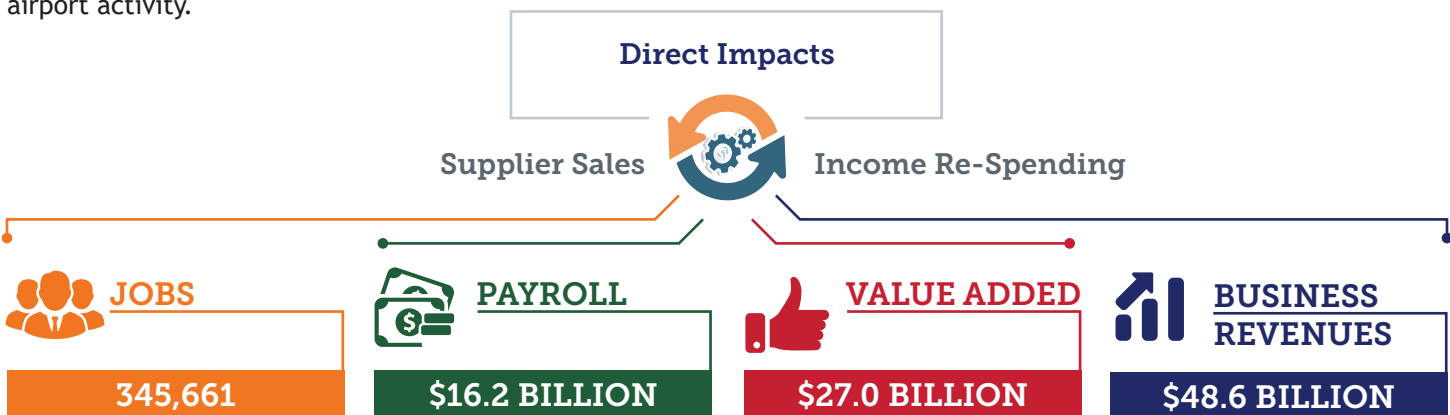 airport activity.
Direct Impacts
Supplier Sales
Income Re-Spending
JOBS
345,661
PAYROLL
$16.2 BILLION
VALUE ADDED
$27.0 BILLION
BUSINESS
REVENUES
$48.6 BILLION